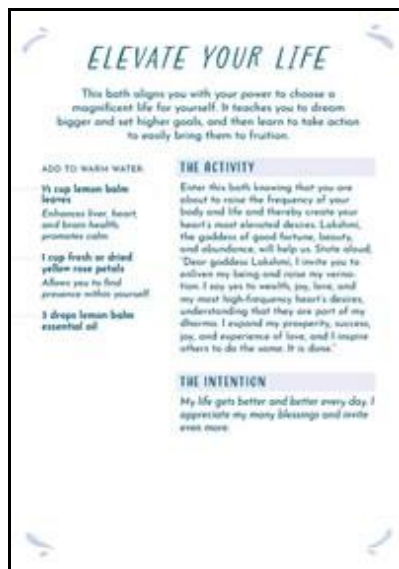 ELEVATE YOUR LIFE
This bath aligns you with your power to choose a
magnificent life for yourself. It teaches you to dream
bigger and set higher goals, and then learn to take action
to easily bring them to fruition.
ADD TO WARM WATER:
½ cup lemon balm
leaves
Enhances liver, heart,
and brain health;
promotes calm
1 cup fresh or dried
yellow rose petals
Allows you to find
presence within yourself
3 drops lemon balm
essential oil
THE ACTIVITY
Enter this bath knowing that you are
about to raise the frequency of your
body and life and thereby create your
heart's most elevated desires. Lakshmi,
the goddess of good fortune, beauty,
and abundance, will help us. State aloud,
"Dear goddess Lakshmi, I invite you to
enliven my being and raise my
I say yes to wealth, joy, love, and
my most high-frequency heart's desires,
understanding that they are part of my
dharma. I expand my prosperity, success,
joy, and experience of love, and I inspire
others to do the same. It is done."
THE INTENTION
My life gets better and better every day. I
appreciate my many blessings and invite
even more.